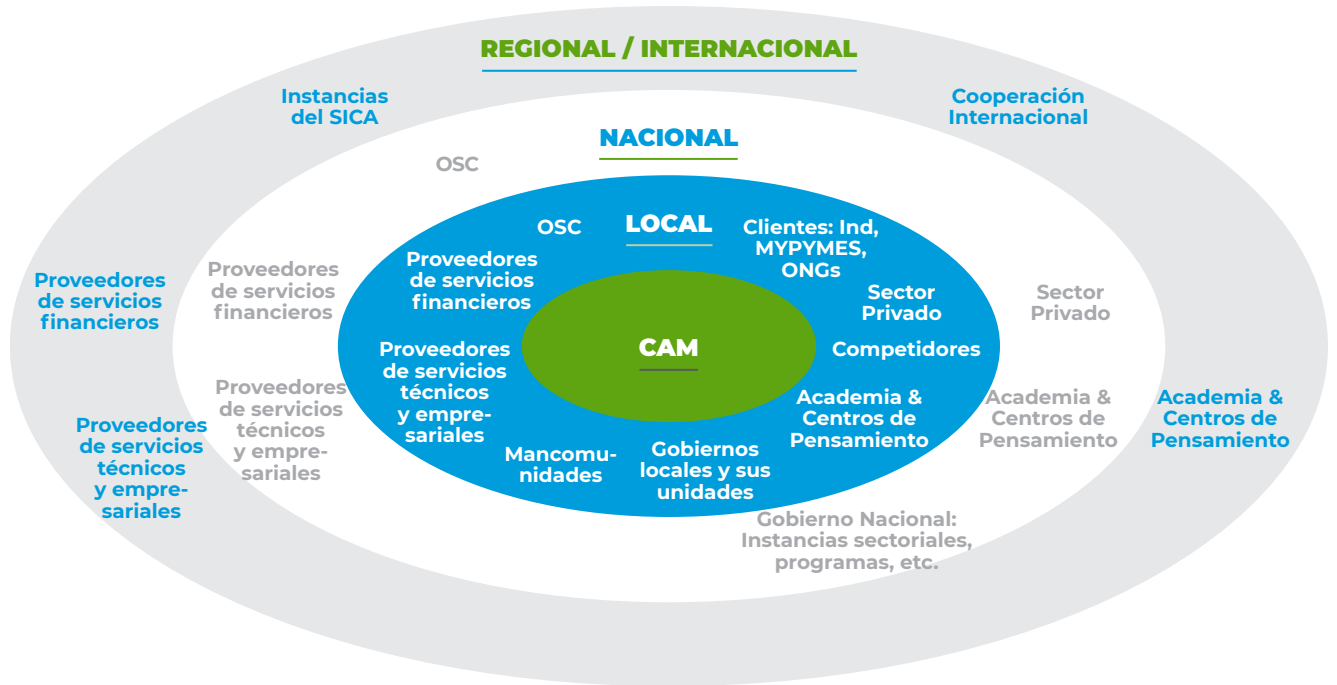 REGIONAL / INTERNACIONAL
Instancias
del SICA
Cooperación
Internacional
NACIONAL
OSC
LOCAL
OSC
Clientes: Ind,
MYPYMES,
ONGs
Proveedores
de servicios
financieros
Proveedores
de servicios
financieros
Proveedores
de servicios
financieros
Sector
Privado
Sector
Privado
CAM
Competidores
Proveedores
de servicios
técnicos
y empre-
sariales
Proveedores
de servicios
técnicos
y empre-
sariales
Proveedores
de servicios
técnicos
y empre-
sariales
Academia &
Centros de
Pensamiento
Academia &
Centros de
Pensamiento
Academia &
Centros de
Pensamiento
Mancomu-
nidades
Gobiernos
locales y sus
unidades
Gobierno Nacional:
Instancias sectoriales,
programas, etc.